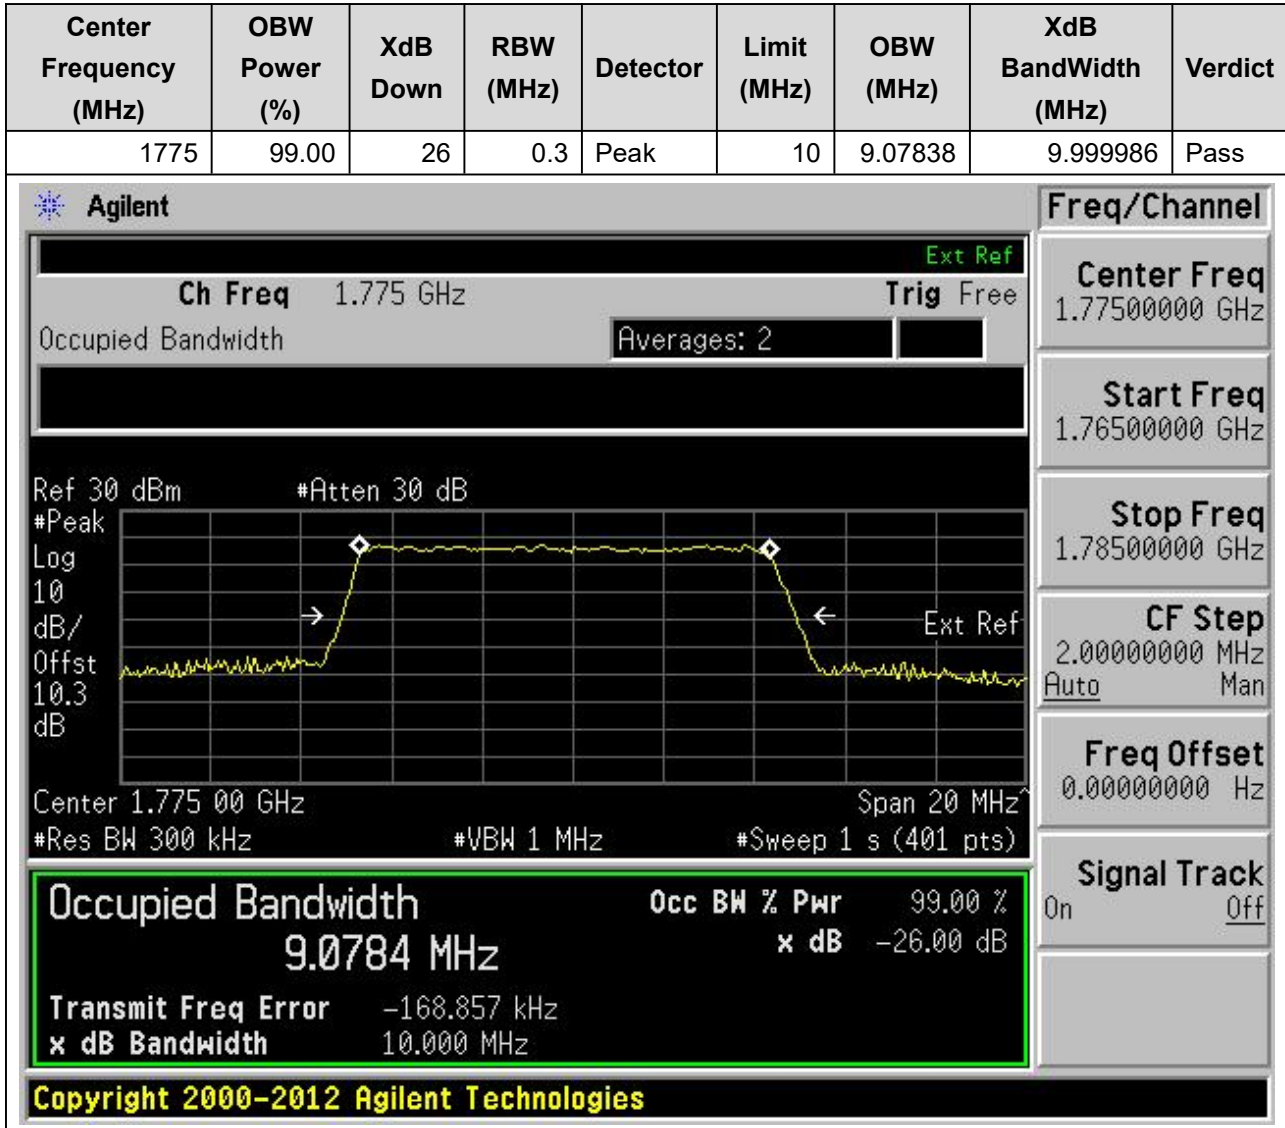 Center Frequency (MHz) OBW Power (%) XdB Down RBW (MHz) Detector Limit (MHz) OBW (MHz) XdB BandWidth (MHz) Verdict
1775 99.00 26 0.3 Peak 10 9.07838 9.999986 Pass
Agilent
Freq/Channel
Ext Ref
Ch Freq 1.775 GHz Trig Free
Occupied Bandwidth Averages: 2
Center Freq
1.77500000 GHz
Start Freq
1.76500000 GHz
Stop Freq
1.78500000 GHz
CF Step
2.00000000 MHz
Auto Man
Freq Offset
0.00000000 Hz
Signal Track
On Off
Ref 30 dBm #Atten 30 dB
#Peak
Log
10
dB/
Offst
10.3
dB
Ext Ref
Center 1.775 00 GHz Span 20 MHz^
#Res BW 300 kHz #VBW 1 MHz #Sweep 1 s (401 pts)
Occupied Bandwidth
9.0784 MHz
Occ BW % Pwr 99.00 %
x dB -26.00 dB
Transmit Freq Error -168.857 kHz
x dB Bandwidth 10.000 MHz
Copyright 2000-2012 Agilent Technologies